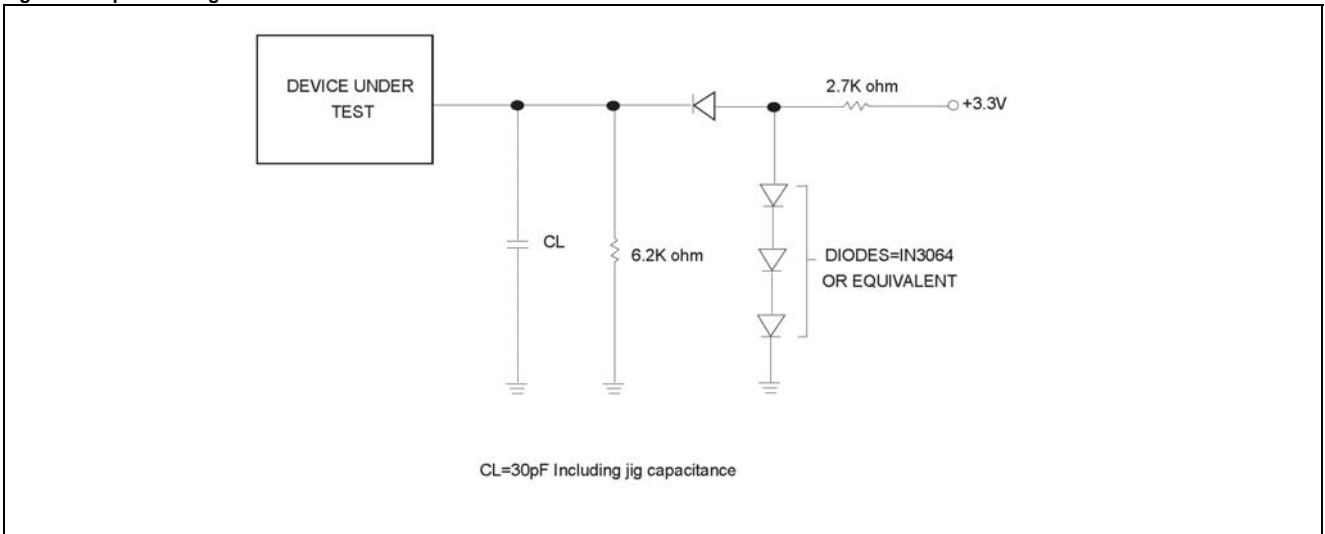 DEVICE UNDER
TEST
2.7K ohm
+3.3V
CL
6.2K ohm
DIODES=IN3064
OR EQUIVALENT
CL=30pF Including jig capacitance